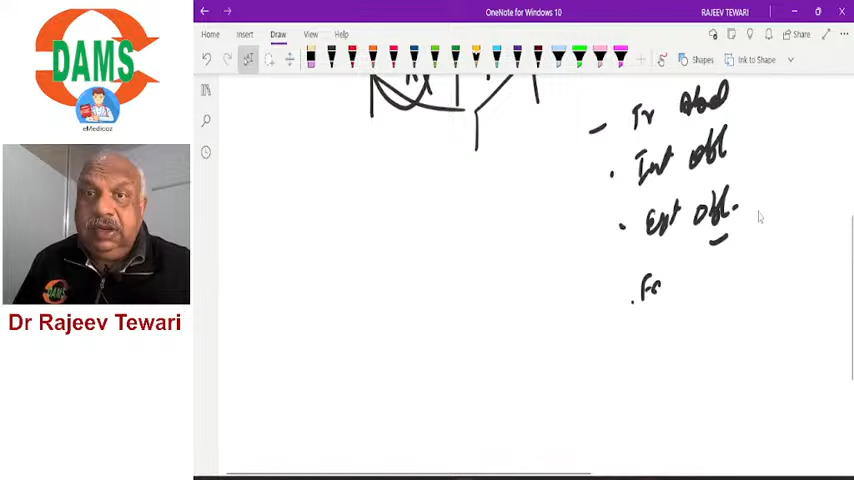 OneNote for Windows 10
RAJEEV TEWARI
Home Insert Draw View Help
Share
Shapes
Ink to Shape
DAMS
eMedicoz
DAMS
Dr Rajeev Tewari
Tr Abd
Int Obl
Ext Obl.